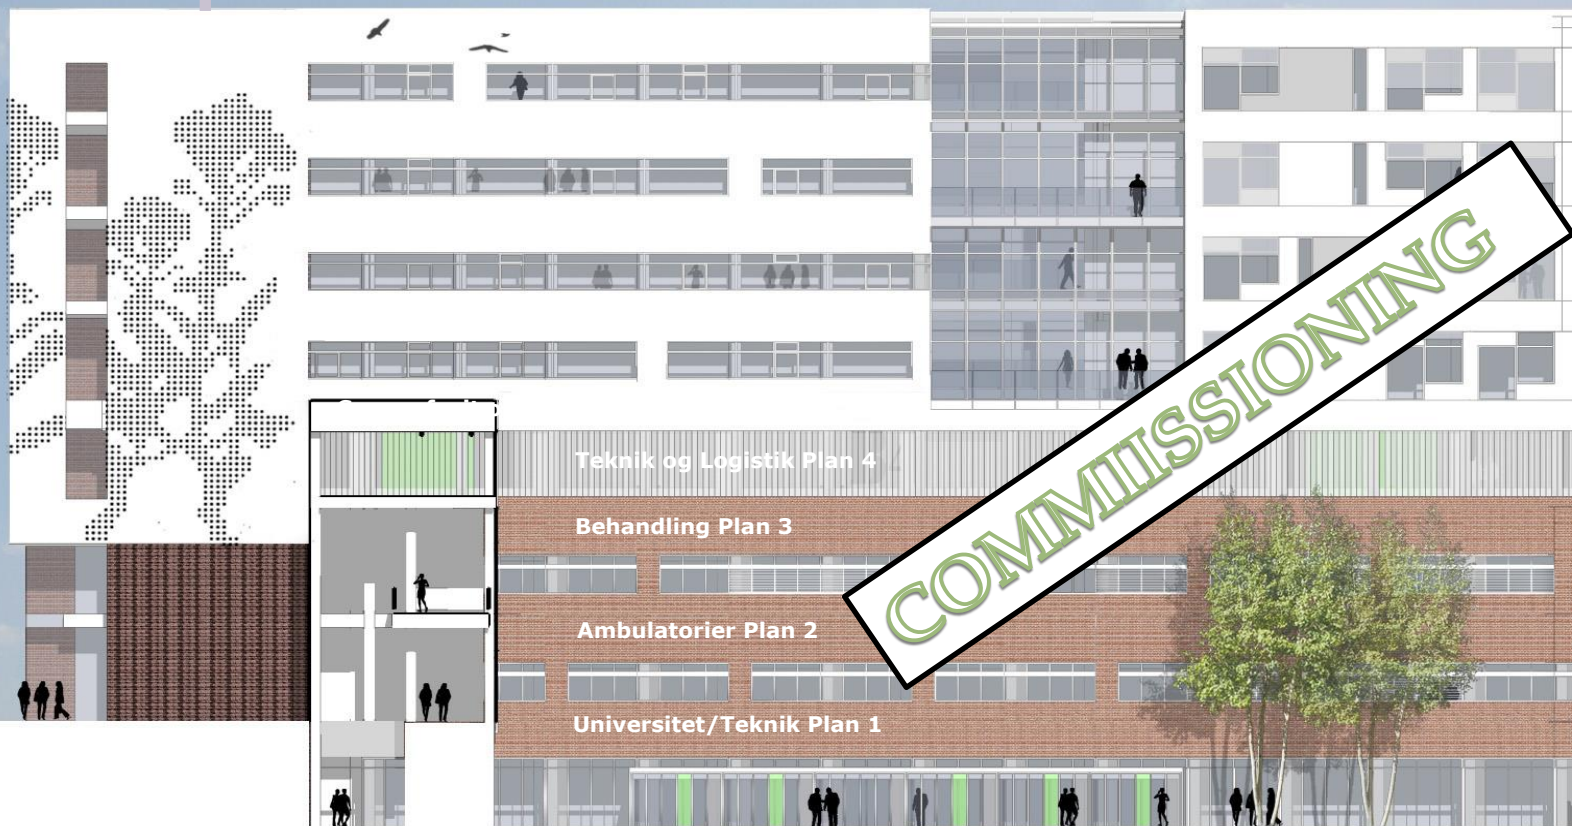 Teknik og Logistik Plan 4
Behandling Plan 3
Ambulatorier Plan 2
Universitet/Teknik Plan 1
COMMISSIONING